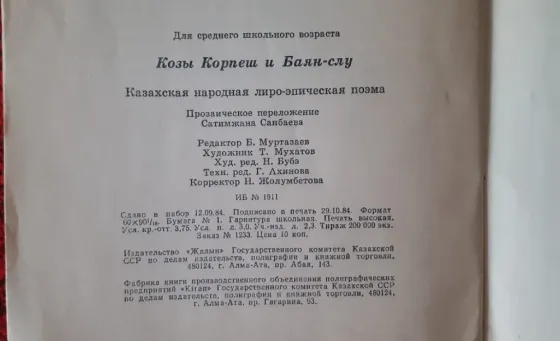 Для среднего школьного возраста
Козы Корпеш и Баян-слу
Казахская народная лиро-эпическая поэма
Прозаическое переложение
Сатимжана Санбаева
Редактор Б. Муртазаев
Художник Т. Мухатов
Худ. ред. Н. Бубэ
Техн. ред. Г. Ахинова
Корректор Н. Жолумбетова
ИБ № 1911
Сдано в набор 12.09.84. Подписано в печать 29.10.84. Формат
60×90¹/₁₆. Бумага № 1. Гарнитура школьная. Печать высокая.
Усл. кр.-отт. 3,75. Усл. п. л. 3,0. Уч.-изд. л. 2,3. Тираж 200 000 экз.
Заказ № 1233. Цена 10 коп.
Издательство «Жалын» Государственного комитета Казахской
ССР по делам издательств, полиграфии и книжной торговли,
480124, г. Алма-Ата, пр. Абая, 143.
Фабрика книги производственного объединения полиграфических
предприятий «Кітап» Государственного комитета Казахской ССР
по делам издательств, полиграфии и книжной торговли, 480124,
г. Алма-Ата, пр. Гагарина, 93.